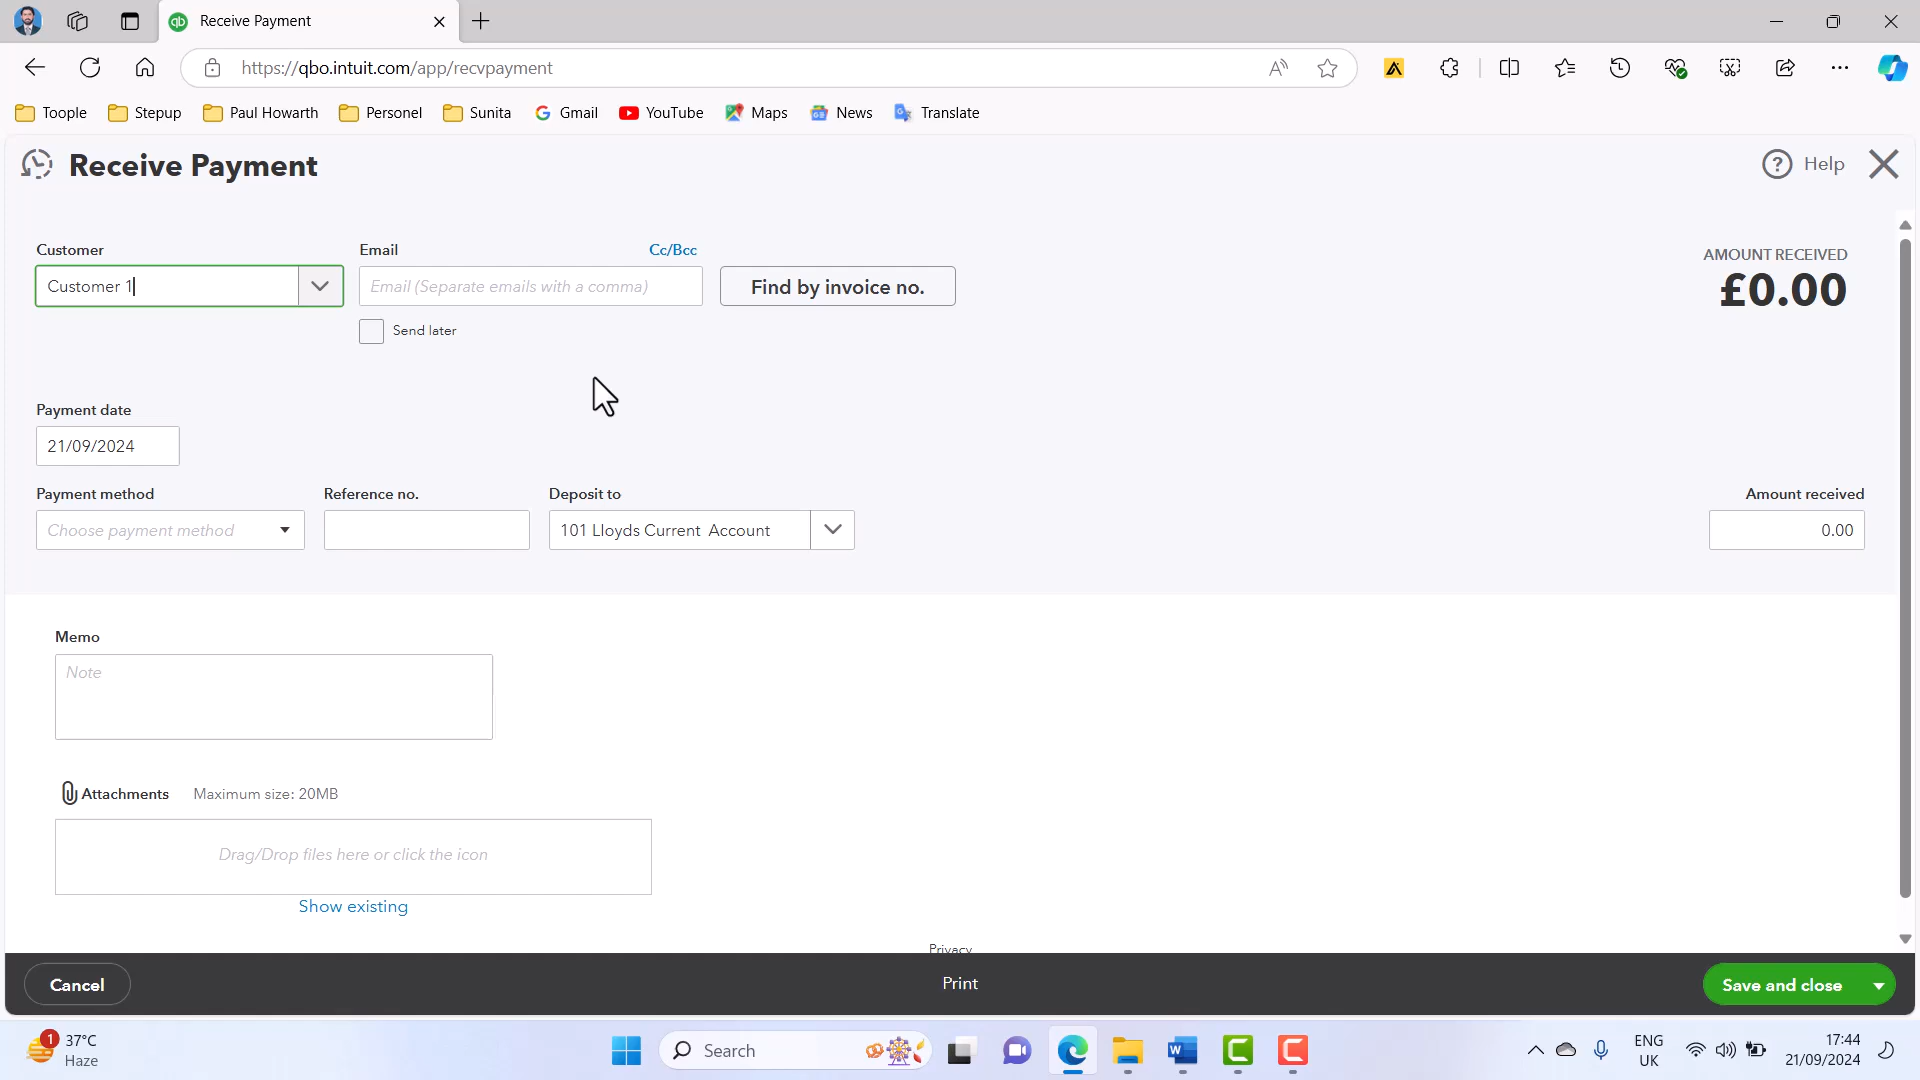 Receive Payment
https://qbo.intuit.com/app/recvpayment
Toople Stepup Paul Howarth Personel Sunita Gmail YouTube Maps News Translate
Receive Payment
Help
Customer
Email
Cc/Bcc
AMOUNT RECEIVED
Customer 1
Email (Separate emails with a comma)
Find by invoice no.
£0.00
Send later
Payment date
21/09/2024
Payment method
Reference no.
Deposit to
Amount received
Choose payment method
101 Lloyds Current Account
0.00
Memo
Note
Attachments Maximum size: 20MB
Drag/Drop files here or click the icon
Show existing
Privacy
Cancel
Print
Save and close
1
37°C
Haze
Search
ENG
UK
17:44
21/09/2024